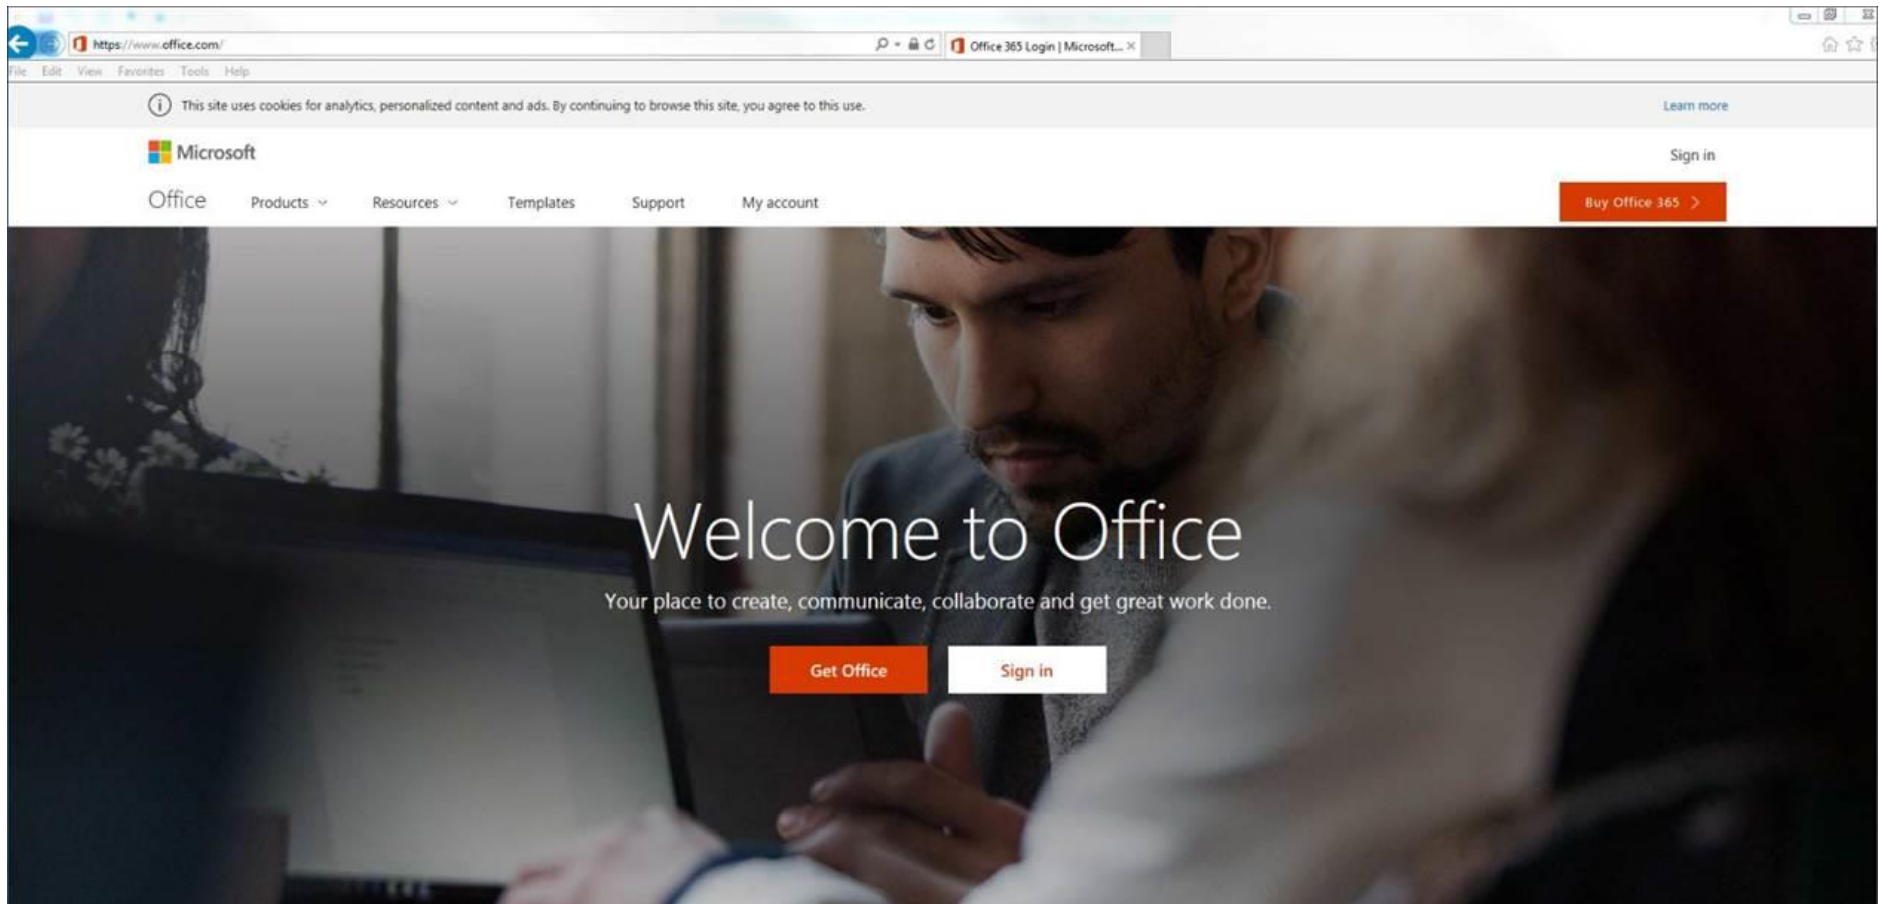 https://www.office.com/
Office 365 Login | Microsoft...
File Edit View Favorites Tools Help
This site uses cookies for analytics, personalized content and ads. By continuing to browse this site, you agree to this use.
Learn more
Microsoft
Sign in
Office Products Resources Templates Support My account
Buy Office 365
Welcome to Office
Your place to create, communicate, collaborate and get great work done.
Get Office
Sign in